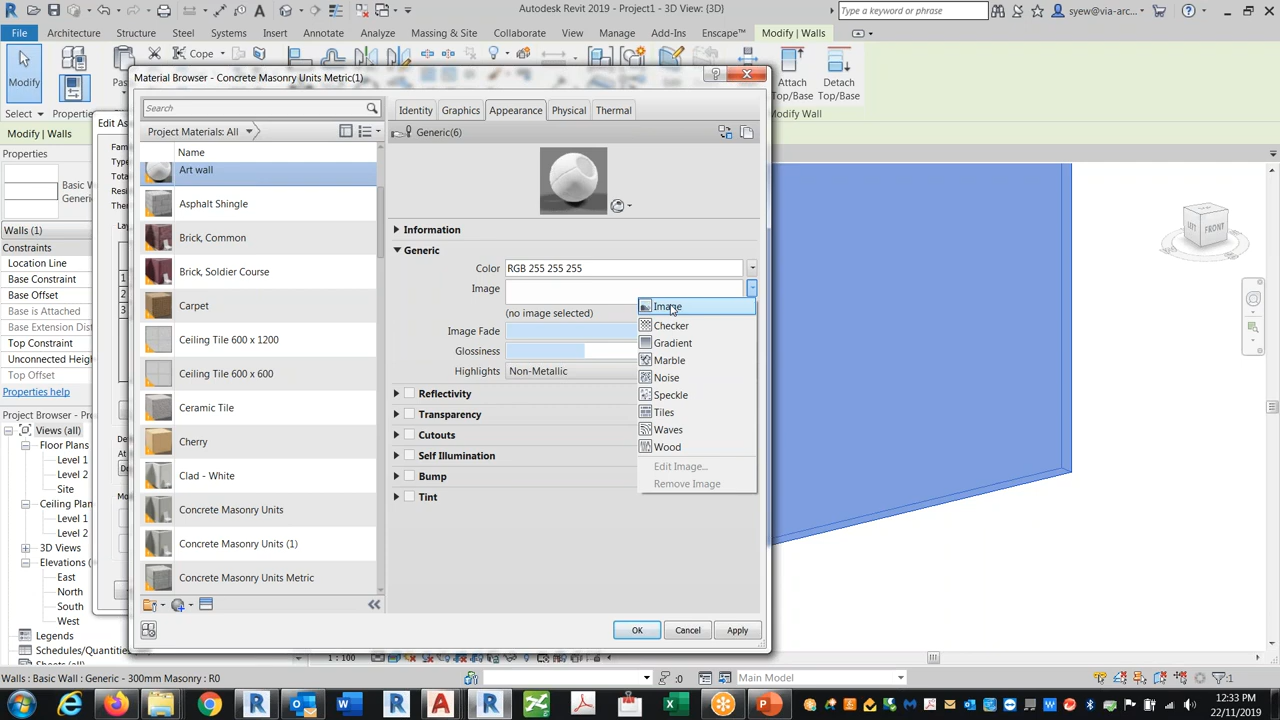 Autodesk Revit 2019 - Project1 - 3D View: {3D}
Type a keyword or phrase
syew@via-arc...
File
Architecture
Structure
Steel
Systems
Insert
Annotate
Analyze
Massing & Site
Collaborate
View
Manage
Add-Ins
Enscape™
Modify | Walls
Modify
Cope
Attach
Top/Base
Detach
Top/Base
Select
Properties
Modify Wall
Modify | Walls
Edit As
Properties
Basic W
Generic
Walls (1)
Constraints
Location Line
Base Constraint
Base Offset
Base is Attached
Base Extension Dist
Top Constraint
Unconnected Heigh
Top Offset
Properties help
Project Browser - Project1
Views (all)
Floor Plans
Level 1
Level 2
Site
Ceiling Plan
Level 1
Level 2
3D Views
Elevations (
East
North
South
West
Legends
Schedules/Quantities
Material Browser - Concrete Masonry Units Metric(1)
Search
Project Materials: All
Name
Art wall
Asphalt Shingle
Brick, Common
Brick, Soldier Course
Carpet
Ceiling Tile 600 x 1200
Ceiling Tile 600 x 600
Ceramic Tile
Cherry
Clad - White
Concrete Masonry Units
Concrete Masonry Units (1)
Concrete Masonry Units Metric
Identity
Graphics
Appearance
Physical
Thermal
Generic(6)
Information
Generic
Color
RGB 255 255 255
Image
(no image selected)
Image Fade
Glossiness
Highlights
Non-Metallic
Reflectivity
Transparency
Cutouts
Self Illumination
Bump
Tint
Image
Checker
Gradient
Marble
Noise
Speckle
Tiles
Waves
Wood
Edit Image...
Remove Image
OK
Cancel
Apply
FRONT
1 : 100
Walls : Basic Wall : Generic - 300mm Masonry : R0
:0
Main Model
:1
12:33 PM
22/11/2019